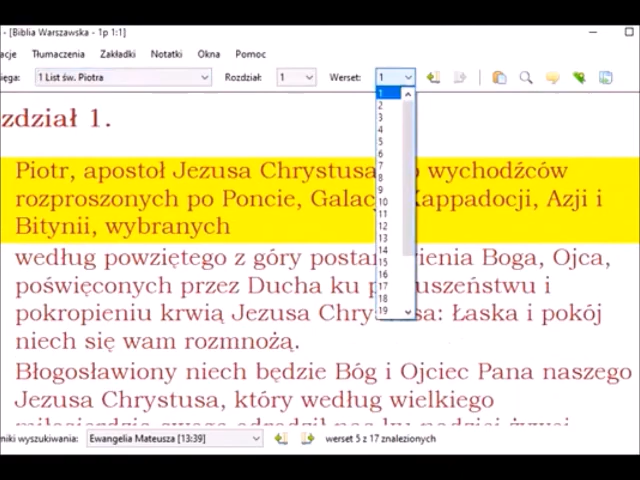 - [Biblia Warszawska - 1p 1:1]
acje Tłumaczenia Zakładki Notatki Okna Pomoc
ięga: 1 List św. Piotra Rozdział: 1 Werset: 1
1
2
3
4
5
6
7
8
9
10
11
12
13
14
15
16
17
18
19
zdział 1.
Piotr, apostoł Jezusa Chrystusa wychodźców
rozproszonych po Poncie, Galac Kappadocji, Azji i
Bitynii, wybranych
według powziętego z góry posta ienia Boga, Ojca,
poświęconych przez Ducha ku p uszeństwu i
pokropieniu krwią Jezusa Chry sa: Łaska i pokój
niech się wam rozmnożą.
Błogosławiony niech będzie Bóg i Ojciec Pana naszego
Jezusa Chrystusa, który według wielkiego
niki wyszukiwania: Ewangelia Mateusza [13:39] werset 5 z 17 znalezionych